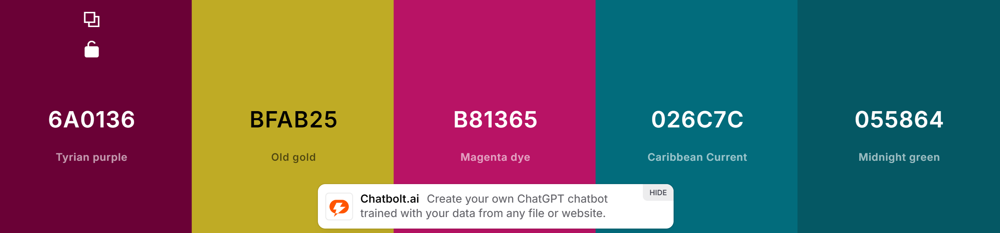 6A0136
Tyrian purple
BFAB25
Old gold
B81365
Magenta dye
026C7C
Caribbean Current
055864
Midnight green
Chatbolt.ai Create your own ChatGPT chatbot
trained with your data from any file or website.
HIDE